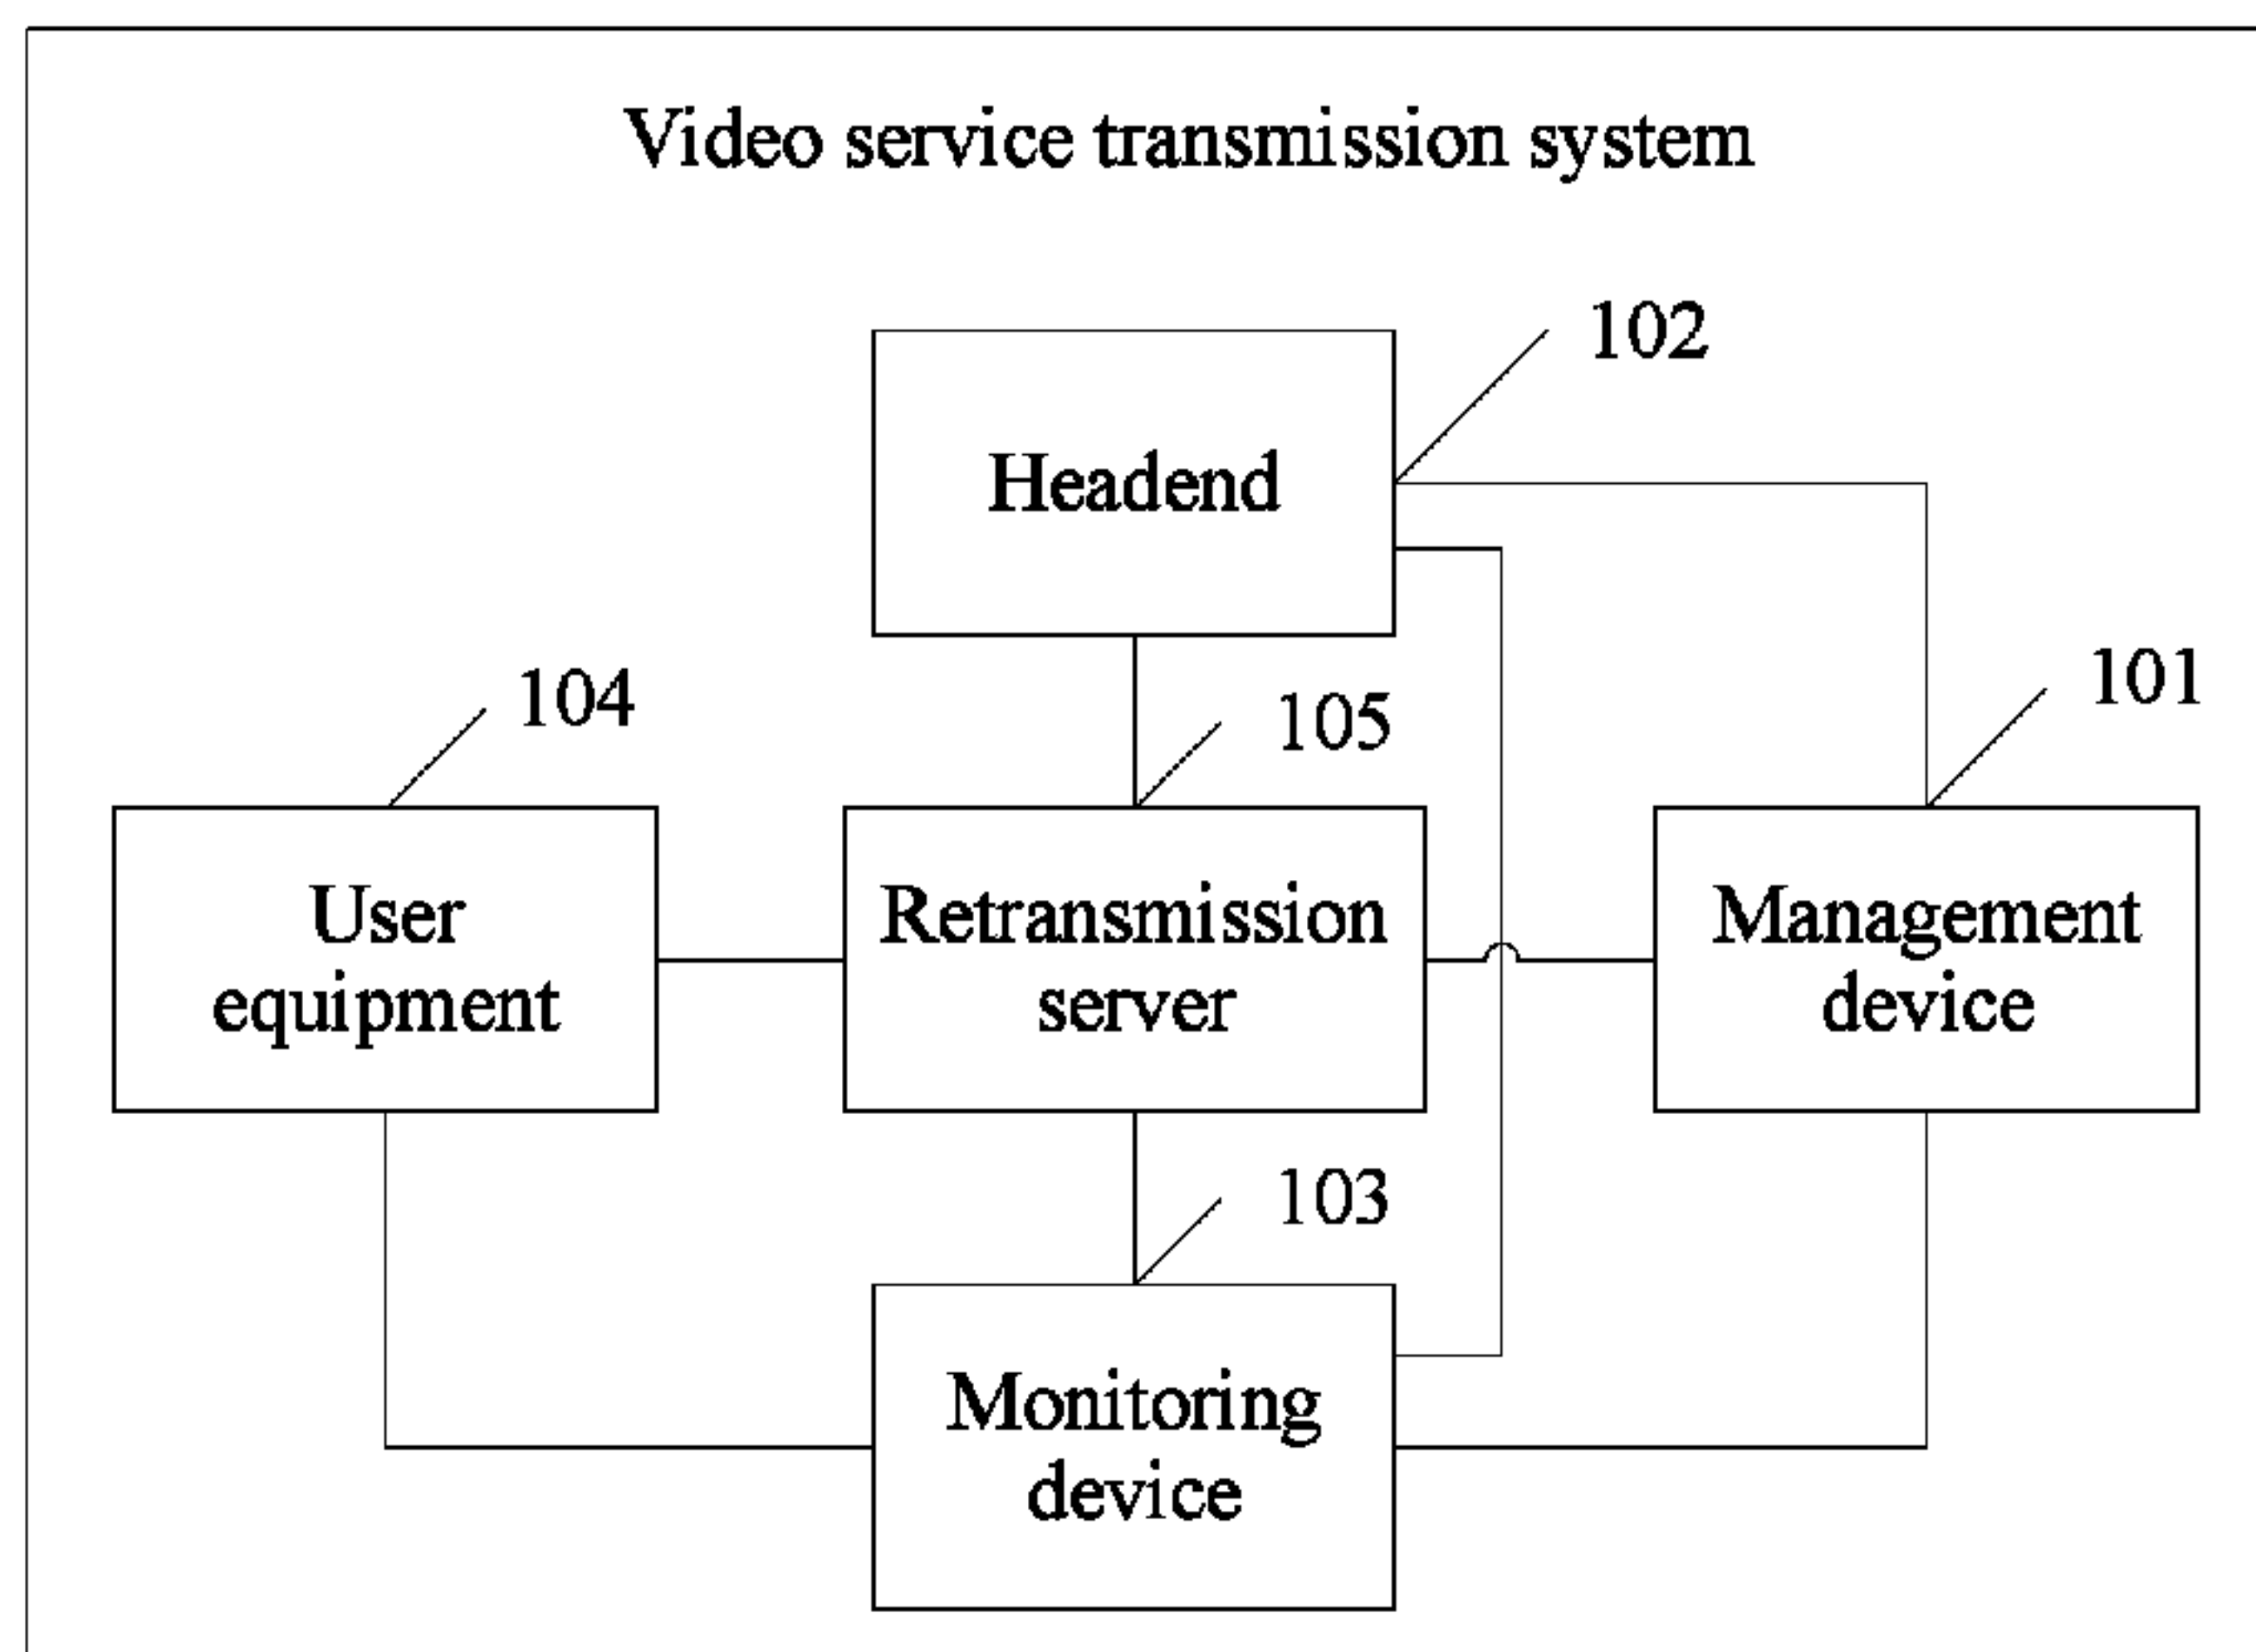 Video service transmission system
102
Headend
104
105
101
User
equipment
Retransmission
server
Management
device
103
Monitoring
device